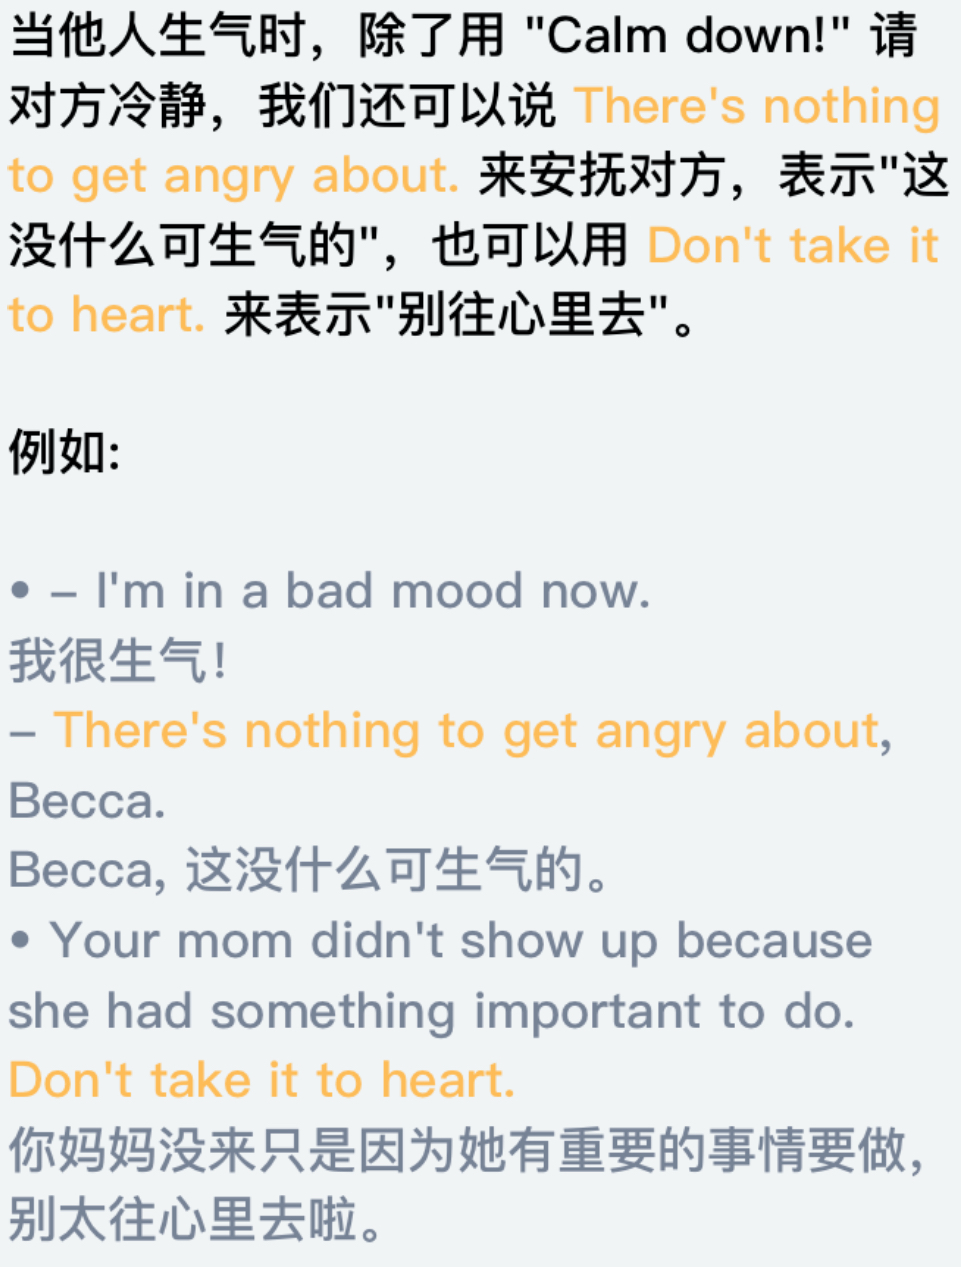 当他人生气时，除了用 "Calm down!" 请
对方冷静，我们还可以说 There's nothing
to get angry about. 来安抚对方，表示"这
没什么可生气的"，也可以用 Don't take it
to heart. 来表示"别往心里去"。
例如:
• – I'm in a bad mood now.
我很生气！
– There's nothing to get angry about,
Becca.
Becca, 这没什么可生气的。
• Your mom didn't show up because
she had something important to do.
Don't take it to heart.
你妈妈没来只是因为她有重要的事情要做，
别太往心里去啦。